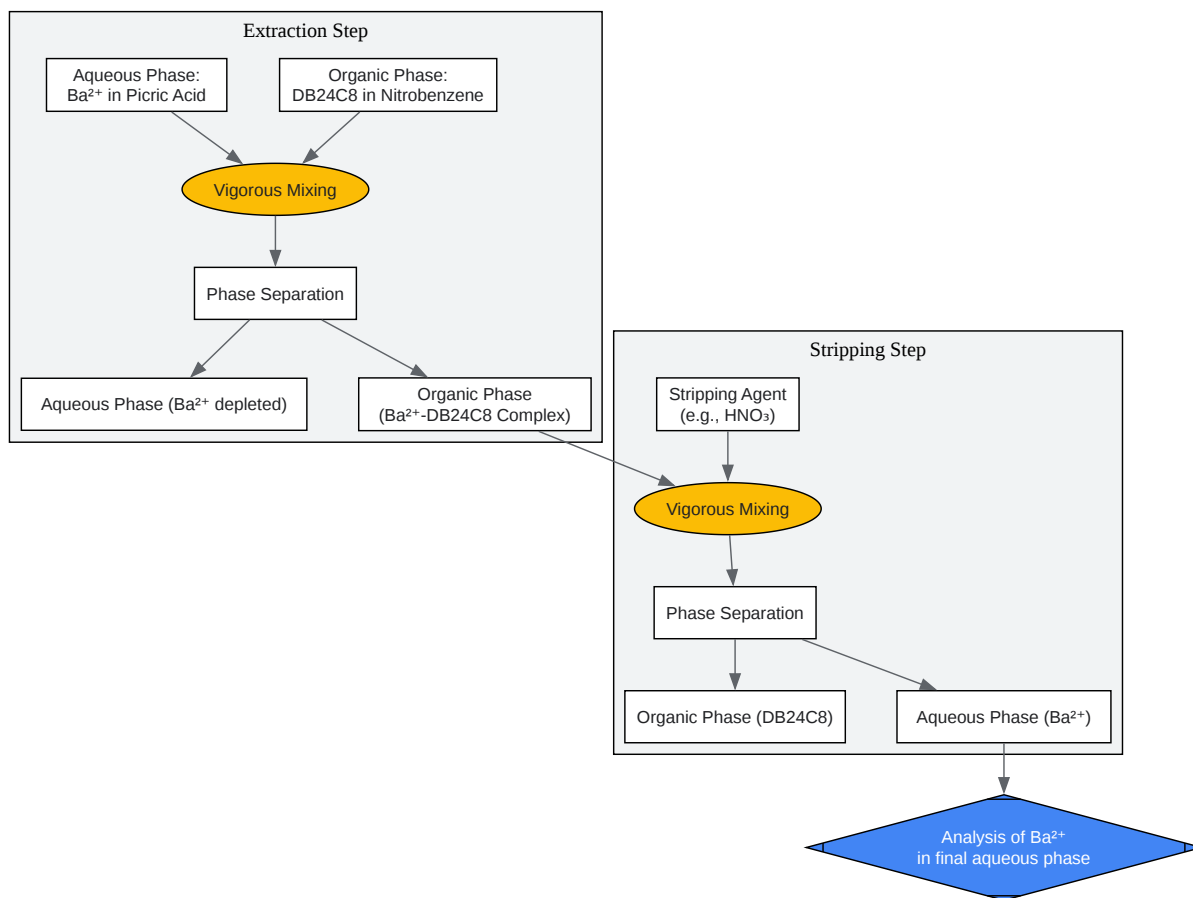 Extraction Step
Aqueous Phase:
Ba²⁺ in Picric Acid
Organic Phase:
DB24C8 in Nitrobenzene
Vigorous Mixing
Phase Separation
Aqueous Phase (Ba²⁺ depleted)
Organic Phase
(Ba²⁺-DB24C8 Complex)
Stripping Step
Stripping Agent
(e.g., HNO₃)
Vigorous Mixing
Phase Separation
Organic Phase (DB24C8)
Aqueous Phase (Ba²⁺)
Analysis of Ba²⁺
in final aqueous phase